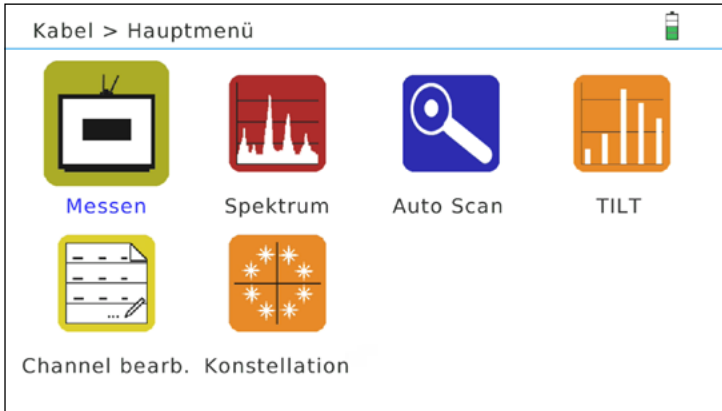 Kabel > Hauptmenü
Messen Spektrum Auto Scan TILT
Channel bearb. Konstellation